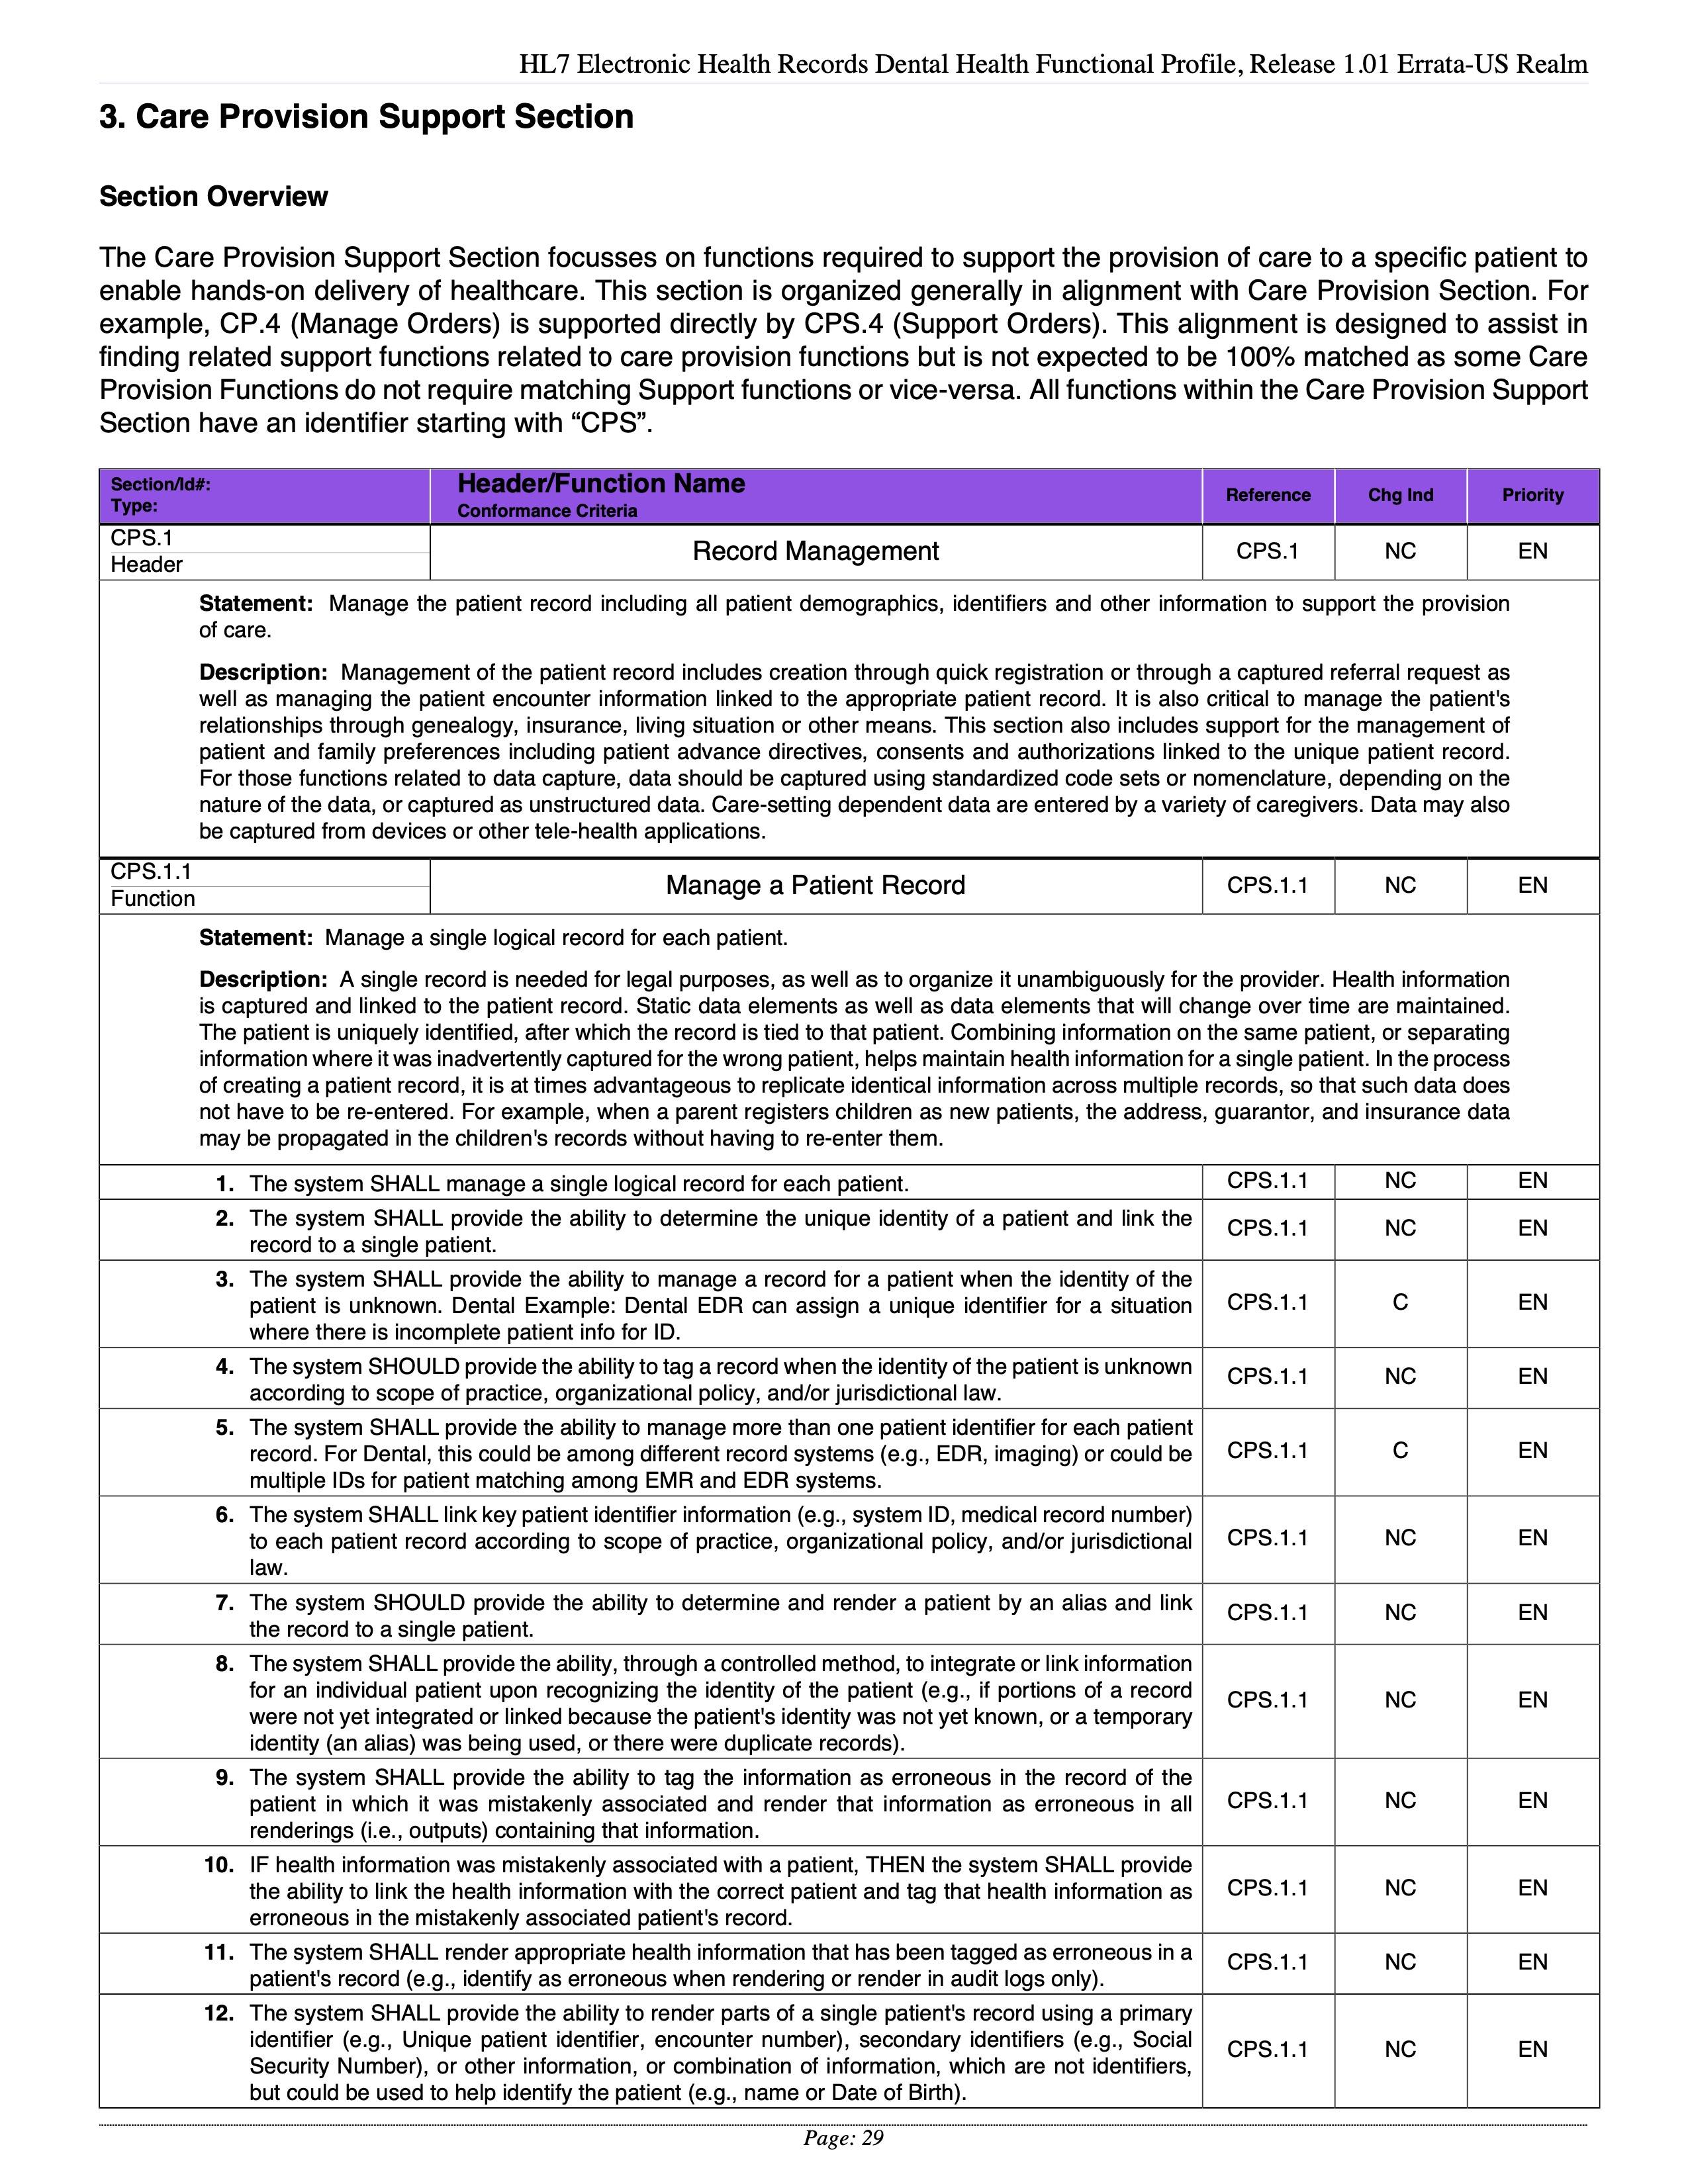 HL7 Electronic Health Records Dental Health Functional Profile, Release 1.01 Errata-US Realm
3. Care Provision Support Section
Section Overview
The Care Provision Support Section focusses on functions required to support the provision of care to a specific patient to
enable hands-on delivery of healthcare. This section is organized generally in alignment with Care Provision Section. For
example, CP.4 (Manage Orders) is supported directly by CPS.4 (Support Orders). This alignment is designed to assist in
finding related support functions related to care provision functions but is not expected to be 100% matched as some Care
Provision Functions do not require matching Support functions or vice-versa. All functions within the Care Provision Support
Section have an identifier starting with “CPS”.
Section/Id#:
Type:
Header/Function Name
Conformance Criteria
Reference
Chg Ind
Priority
CPS.1
Header
Record Management
CPS.1
NC
EN
Statement: Manage the patient record including all patient demographics, identifiers and other information to support the provision
of care.
Description: Management of the patient record includes creation through quick registration or through a captured referral request as
well as managing the patient encounter information linked to the appropriate patient record. It is also critical to manage the patient's
relationships through genealogy, insurance, living situation or other means. This section also includes support for the management of
patient and family preferences including patient advance directives, consents and authorizations linked to the unique patient record.
For those functions related to data capture, data should be captured using standardized code sets or nomenclature, depending on the
nature of the data, or captured as unstructured data. Care-setting dependent data are entered by a variety of caregivers. Data may also
be captured from devices or other tele-health applications.
CPS.1.1
Function
Manage a Patient Record
CPS.1.1
NC
EN
Statement: Manage a single logical record for each patient.
Description: A single record is needed for legal purposes, as well as to organize it unambiguously for the provider. Health information
is captured and linked to the patient record. Static data elements as well as data elements that will change over time are maintained.
The patient is uniquely identified, after which the record is tied to that patient. Combining information on the same patient, or separating
information where it was inadvertently captured for the wrong patient, helps maintain health information for a single patient. In the process
of creating a patient record, it is at times advantageous to replicate identical information across multiple records, so that such data does
not have to be re-entered. For example, when a parent registers children as new patients, the address, guarantor, and insurance data
may be propagated in the children's records without having to re-enter them.
1. The system SHALL manage a single logical record for each patient.
CPS.1.1
NC
EN
2. The system SHALL provide the ability to determine the unique identity of a patient and link the
record to a single patient.
CPS.1.1
NC
EN
3. The system SHALL provide the ability to manage a record for a patient when the identity of the
patient is unknown. Dental Example: Dental EDR can assign a unique identifier for a situation
where there is incomplete patient info for ID.
CPS.1.1
C
EN
4. The system SHOULD provide the ability to tag a record when the identity of the patient is unknown
according to scope of practice, organizational policy, and/or jurisdictional law.
CPS.1.1
NC
EN
5. The system SHALL provide the ability to manage more than one patient identifier for each patient
record. For Dental, this could be among different record systems (e.g., EDR, imaging) or could be
multiple IDs for patient matching among EMR and EDR systems.
CPS.1.1
C
EN
6. The system SHALL link key patient identifier information (e.g., system ID, medical record number)
to each patient record according to scope of practice, organizational policy, and/or jurisdictional
law.
CPS.1.1
NC
EN
7. The system SHOULD provide the ability to determine and render a patient by an alias and link
the record to a single patient.
CPS.1.1
NC
EN
8. The system SHALL provide the ability, through a controlled method, to integrate or link information
for an individual patient upon recognizing the identity of the patient (e.g., if portions of a record
were not yet integrated or linked because the patient's identity was not yet known, or a temporary
identity (an alias) was being used, or there were duplicate records).
CPS.1.1
NC
EN
9. The system SHALL provide the ability to tag the information as erroneous in the record of the
patient in which it was mistakenly associated and render that information as erroneous in all
renderings (i.e., outputs) containing that information.
CPS.1.1
NC
EN
10. IF health information was mistakenly associated with a patient, THEN the system SHALL provide
the ability to link the health information with the correct patient and tag that health information as
erroneous in the mistakenly associated patient's record.
CPS.1.1
NC
EN
11. The system SHALL render appropriate health information that has been tagged as erroneous in a
patient's record (e.g., identify as erroneous when rendering or render in audit logs only).
CPS.1.1
NC
EN
12. The system SHALL provide the ability to render parts of a single patient's record using a primary
identifier (e.g., Unique patient identifier, encounter number), secondary identifiers (e.g., Social
Security Number), or other information, or combination of information, which are not identifiers,
but could be used to help identify the patient (e.g., name or Date of Birth).
CPS.1.1
NC
EN
Page: 29